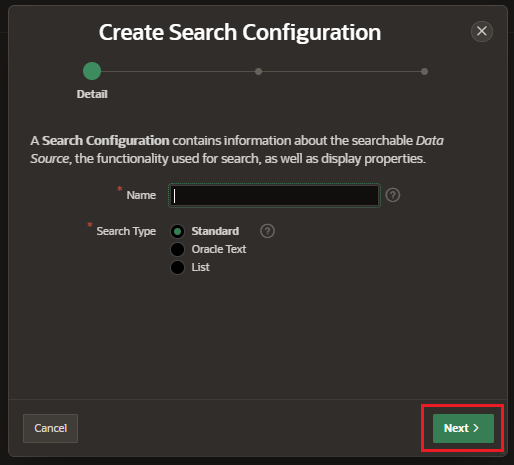 Create Search Configuration
Detail
A Search Configuration contains information about the searchable Data
Source, the functionality used for search, as well as display properties.
* Name
?
* Search Type
Standard
?
Oracle Text
List
Cancel
Next